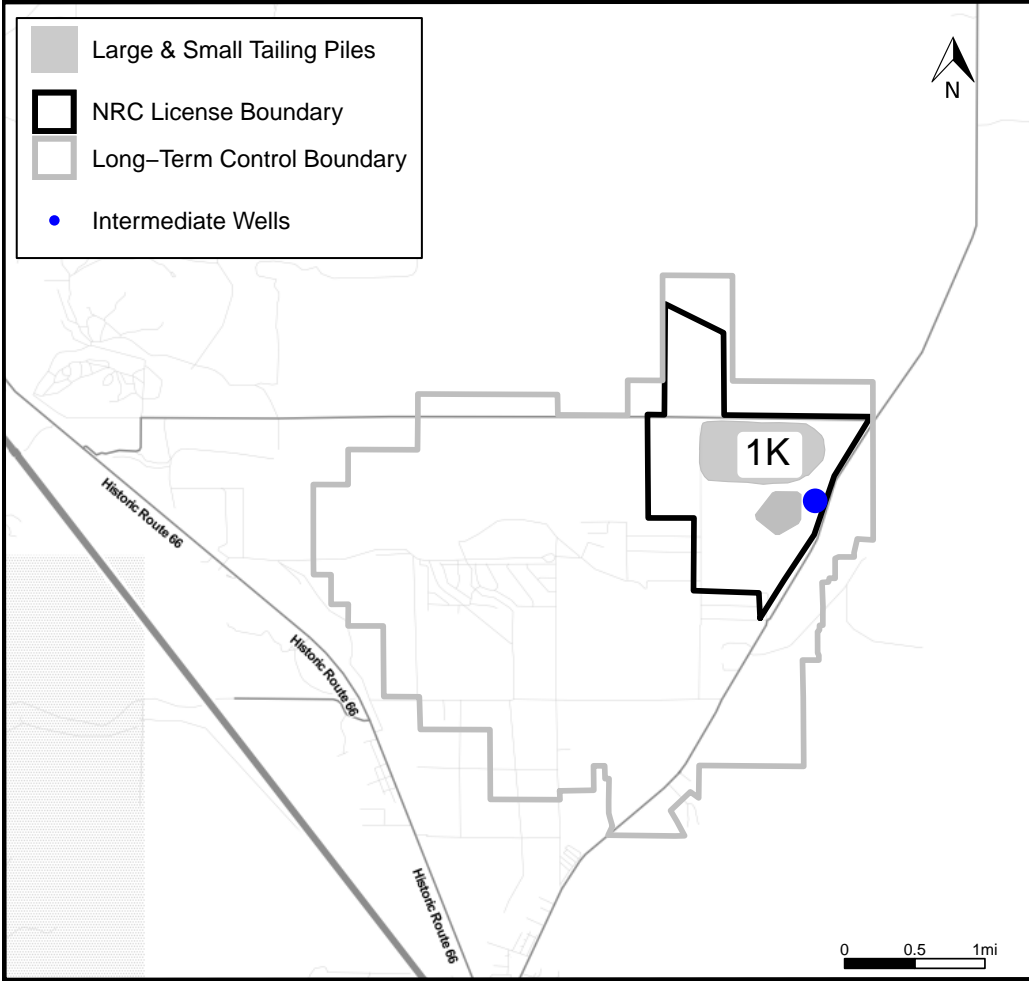 Large & Small Tailing Piles
NRC License Boundary
Long–Term Control Boundary
Intermediate Wells
N
1K
Historic Route 66
Historic Route 66
Historic Route 66
0 0.5 1mi